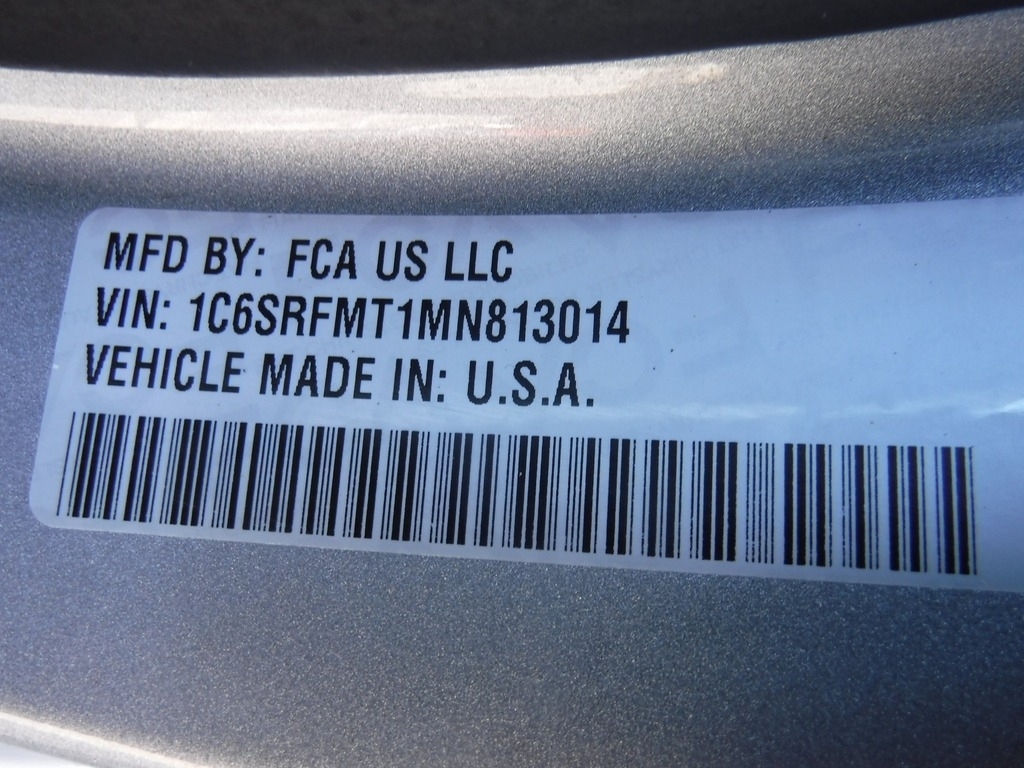 MFD BY: FCA US LLC
VIN: 1C6SRFMT1MN813014
VEHICLE MADE IN: U.S.A.